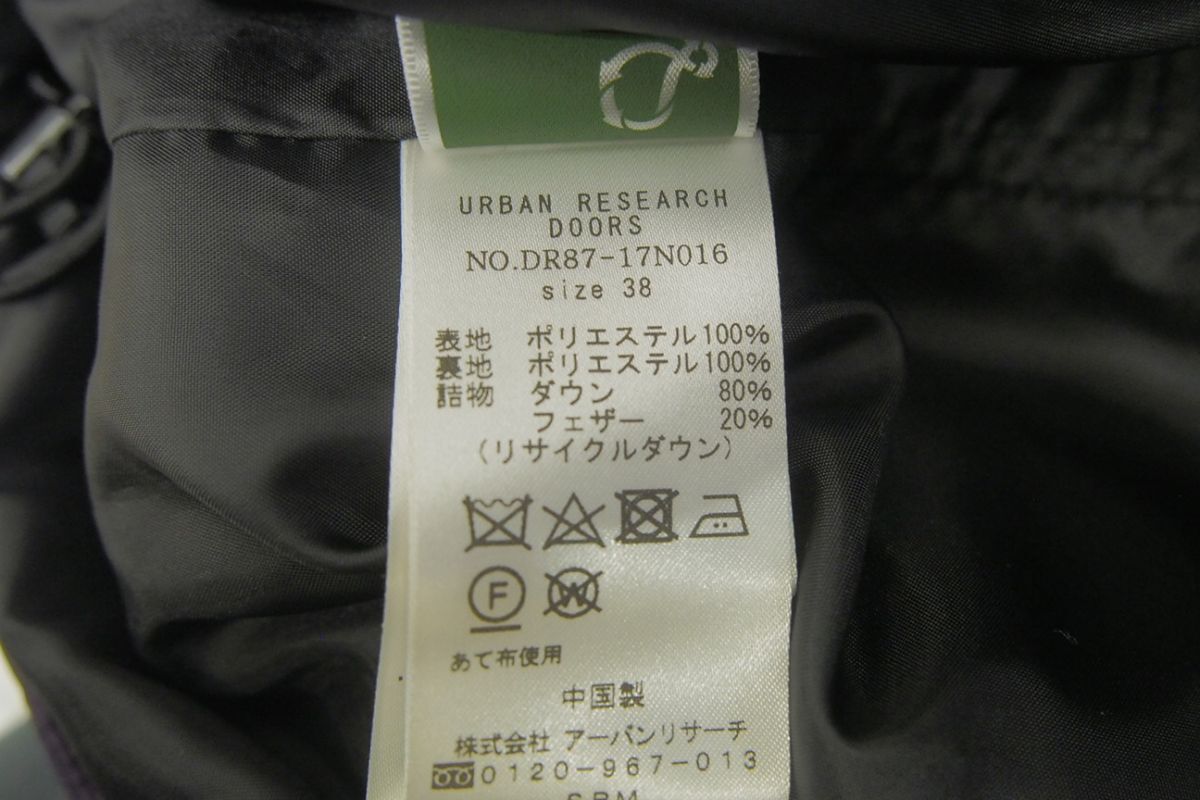 URBAN RESEARCH
DOORS
NO.DR87-17N016
size 38
表地 ポリエステル100%
裏地 ポリエステル100%
詰物 ダウン 80%
フェザー 20%
(リサイクルダウン)
F W
あて布使用
中国製
株式会社 アーバンリサーチ
0120-967-013